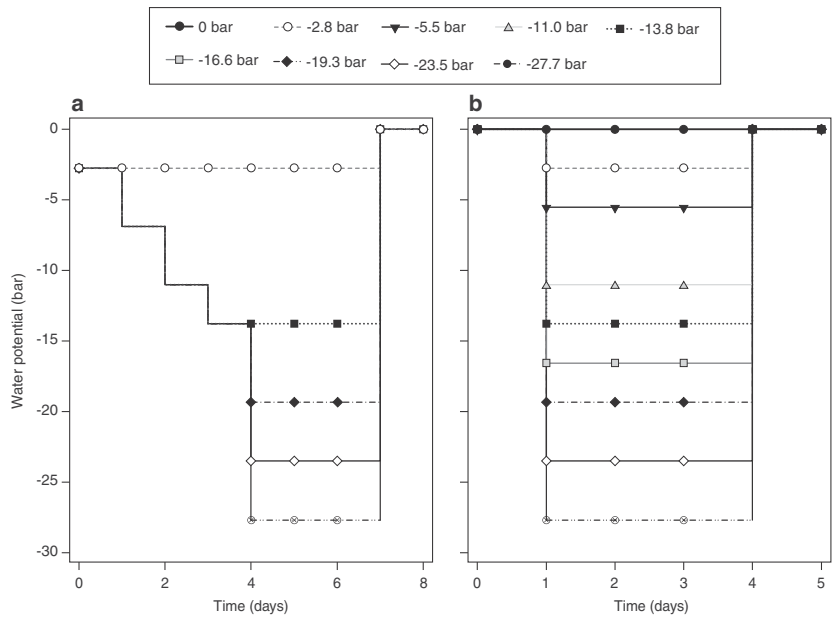 0 bar -2.8 bar -5.5 bar -11.0 bar -13.8 bar
-16.6 bar -19.3 bar -23.5 bar -27.7 bar
a b
0
-5
-10
-15
-20
-25
-30
Water potential (bar)
0 2 4 6 8
Time (days)
0 1 2 3 4 5
Time (days)